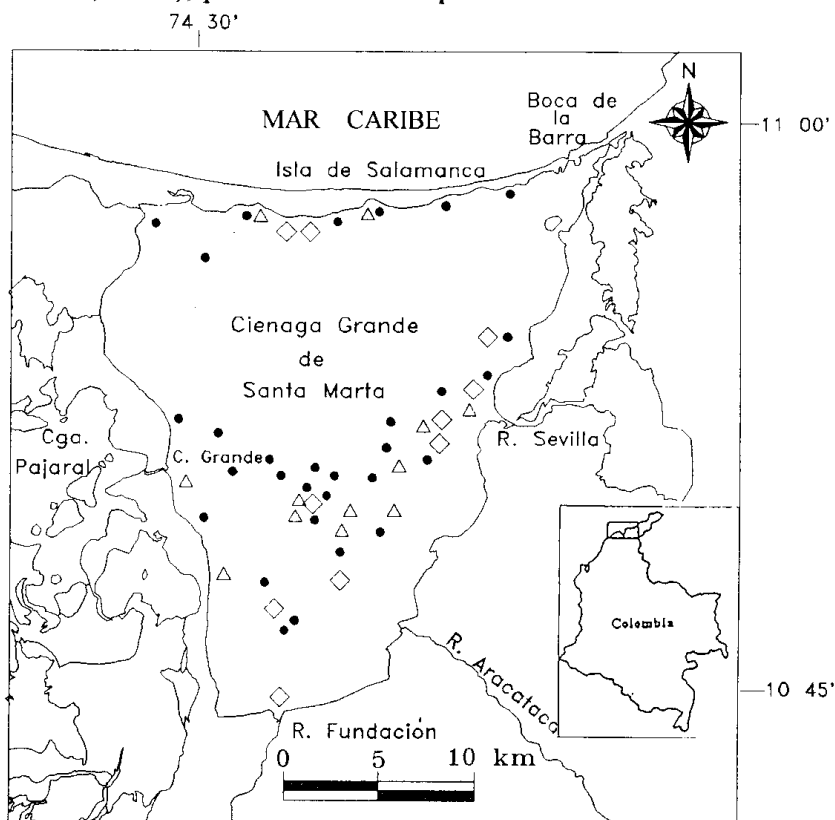 74 30'
N
Boca de
la
Barra
MAR CARIBE
11 00'
Isla de Salamanca
Cienaga Grande
de
Santa Marta
Cga.
Pajaral
C. Grande
R. Sevilla
Colombia
R. Aracataca
10 45'
R. Fundación
0 5 10 km